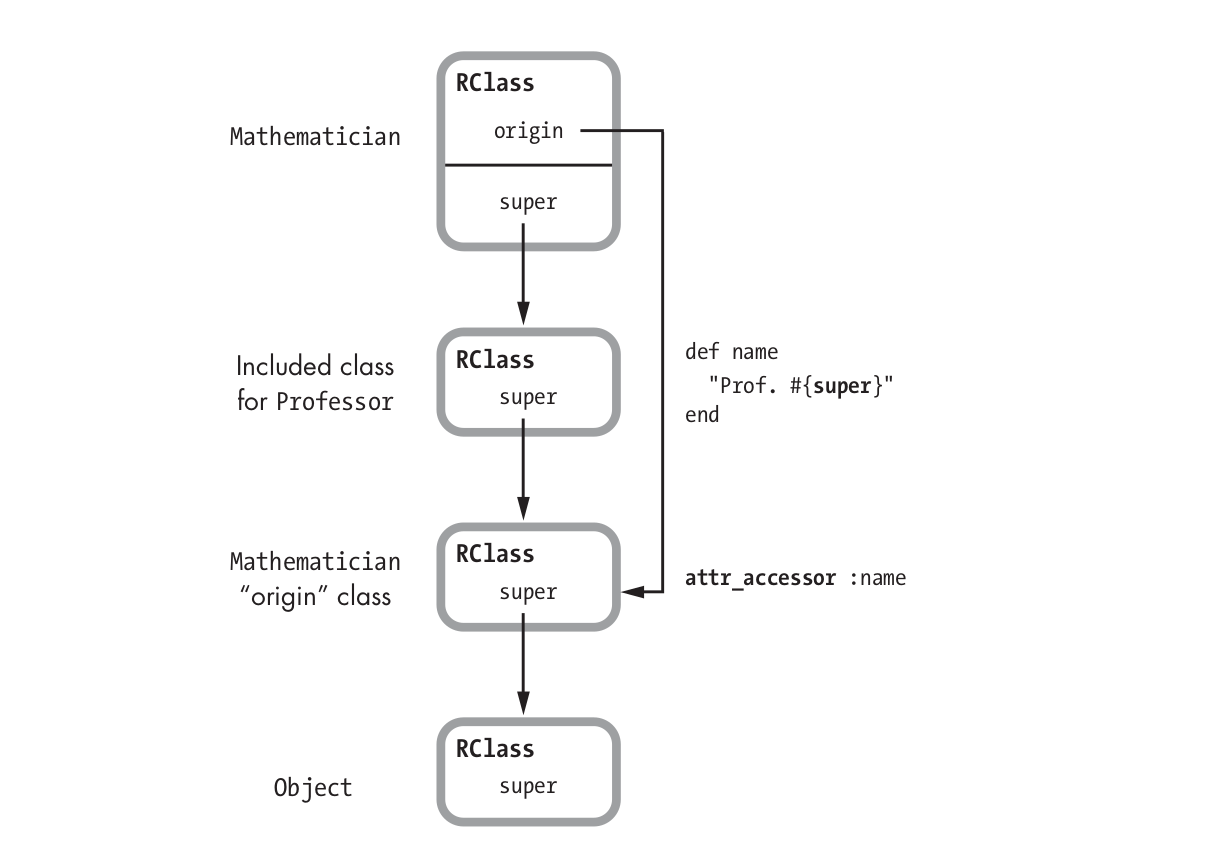 RClass
Mathematician
origin
super
Included class
for Professor
RClass
super
def name
"Prof. #{super}"
end
Mathematician
“origin” class
RClass
super
attr_accessor :name
Object
RClass
super